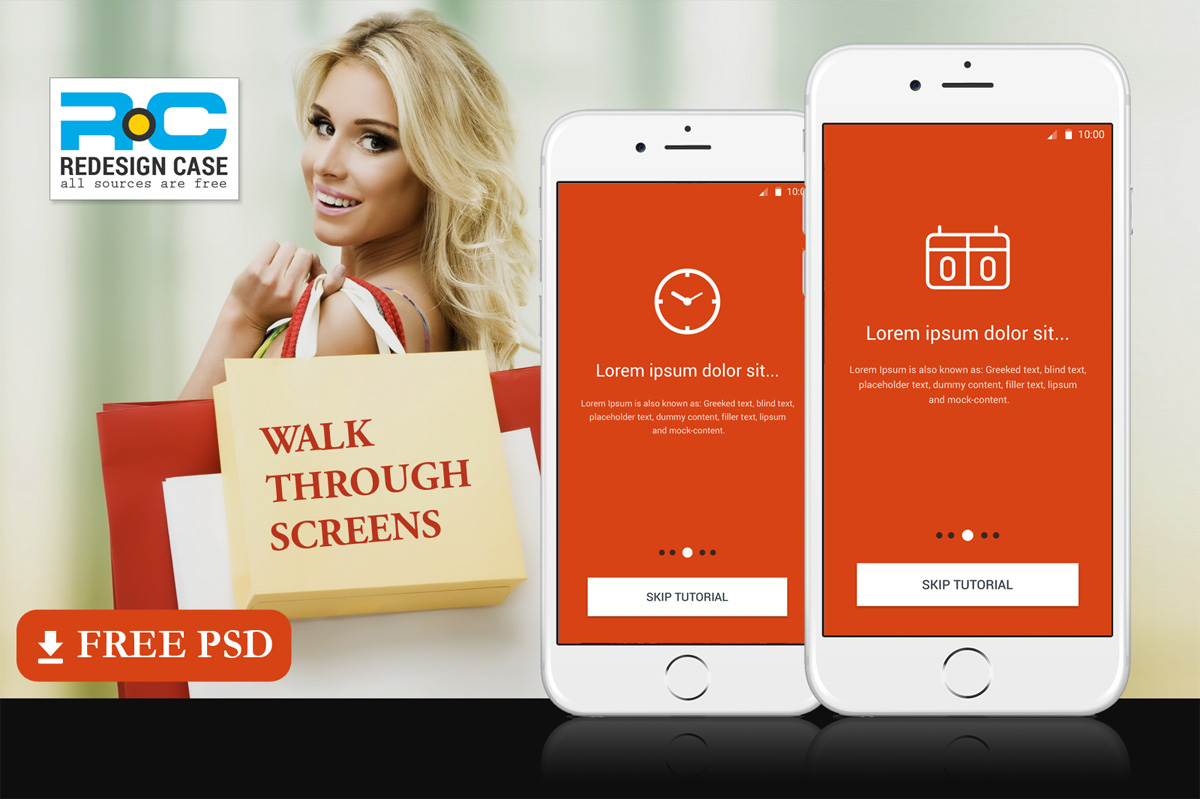 RC
REDESIGN CASE
all sources are free
WALK
THROUGH
SCREENS
FREE PSD
10:0
Lorem ipsum dolor sit...
Lorem Ipsum is also known as: Greeked text, blind text,
placeholder text, dummy content, filler text, lipsum
and mock-content.
SKIP TUTORIAL
10:00
0 0
Lorem ipsum dolor sit...
Lorem Ipsum is also known as: Greeked text, blind text,
placeholder text, dummy content, filler text, lipsum
and mock-content.
SKIP TUTORIAL